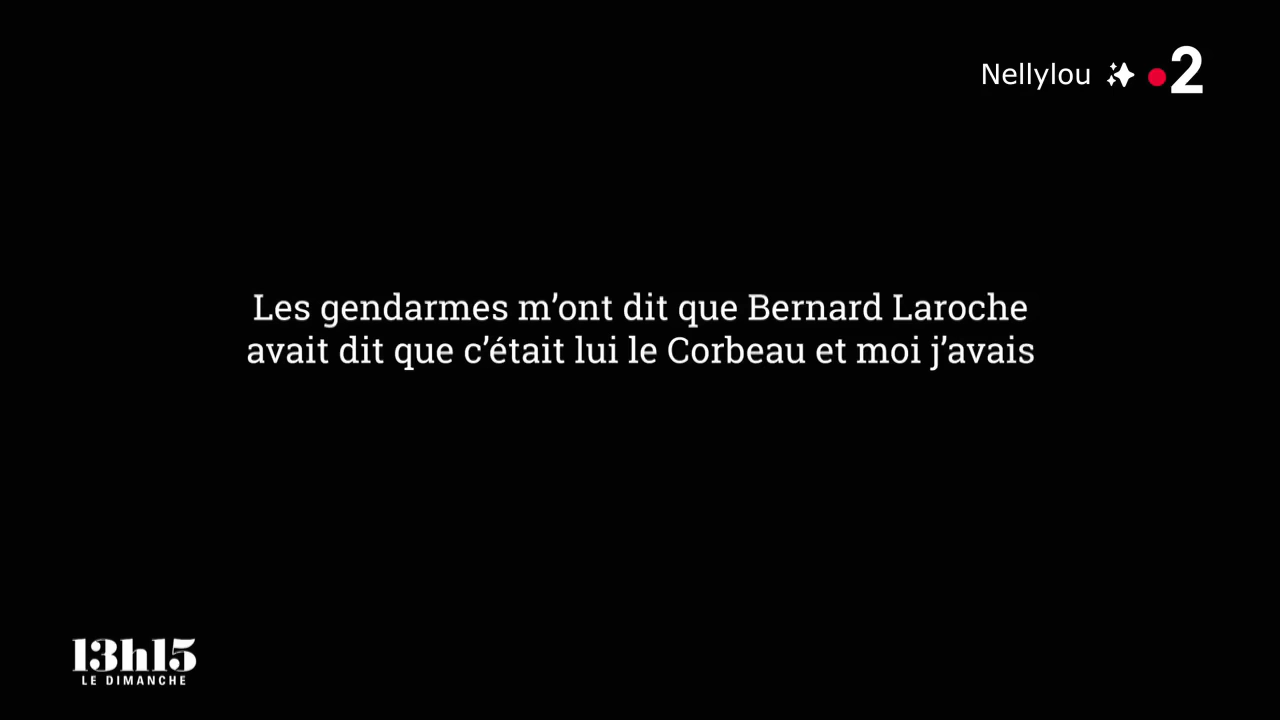 Nellylou 2
Les gendarmes m’ont dit que Bernard Laroche
avait dit que c’était lui le Corbeau et moi j’avais
13h15
LE DIMANCHE